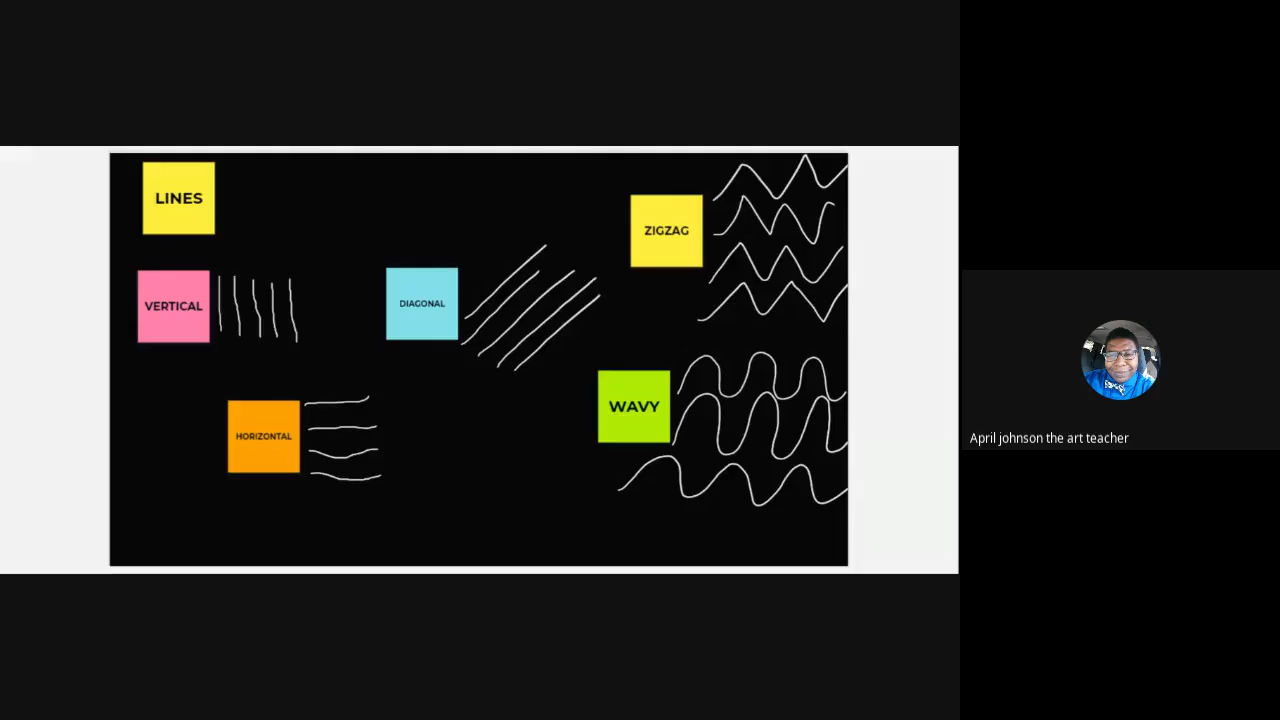 LINES
ZIGZAG
VERTICAL
DIAGONAL
WAVY
HORIZONTAL
April johnson the art teacher